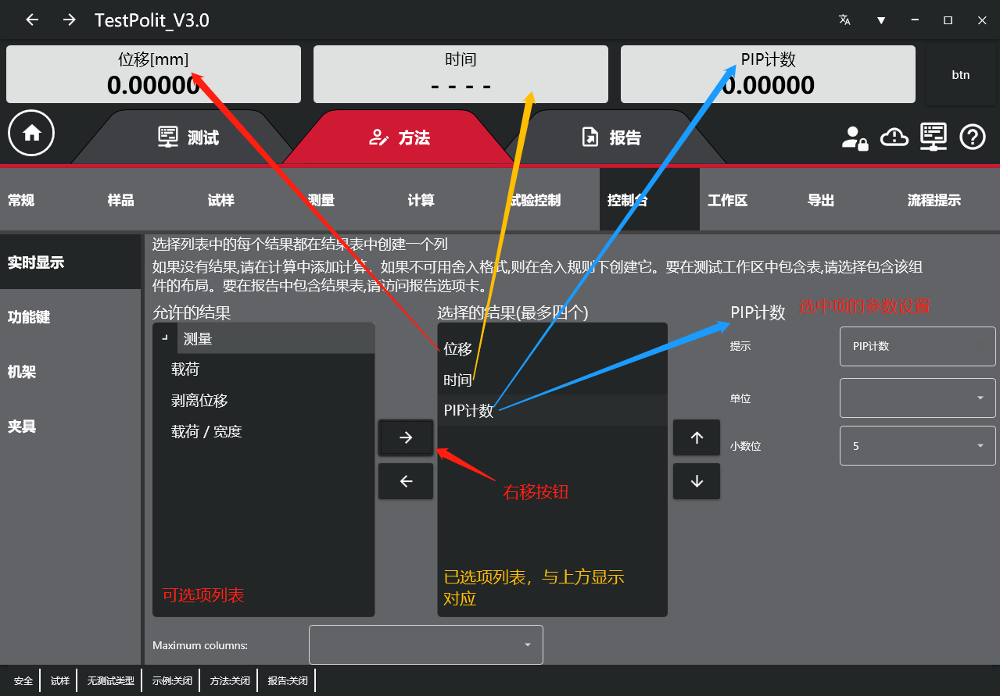 TestPolit_V3.0
位移[mm]
0.00000
时间
- - - -
PIP计数
0.00000
btn
测试
方法
报告
常规
样品
试样
测量
计算
试验控制
控制台
工作区
导出
流程提示
实时显示
功能键
机架
夹具
选择列表中的每个结果都在结果表中创建一个列
如果没有结果,请在计算中添加计算。如果不可用舍入格式,则在舍入规则下创建它。要在测试工作区中包含表,请选择包含该组
件的布局。要在报告中包含结果表,请访问报告选项卡。
允许的结果
测量
载荷
剥离位移
载荷 / 宽度
可选项列表
选择的结果(最多四个)
位移
时间
PIP计数
右移按钮
已选项列表，与上方显示
对应
PIP计数
选中项的参数设置
提示
PIP计数
单位
小数位
5
Maximum columns:
安全
试样
无测试类型
示例:关闭
方法:关闭
报告:关闭